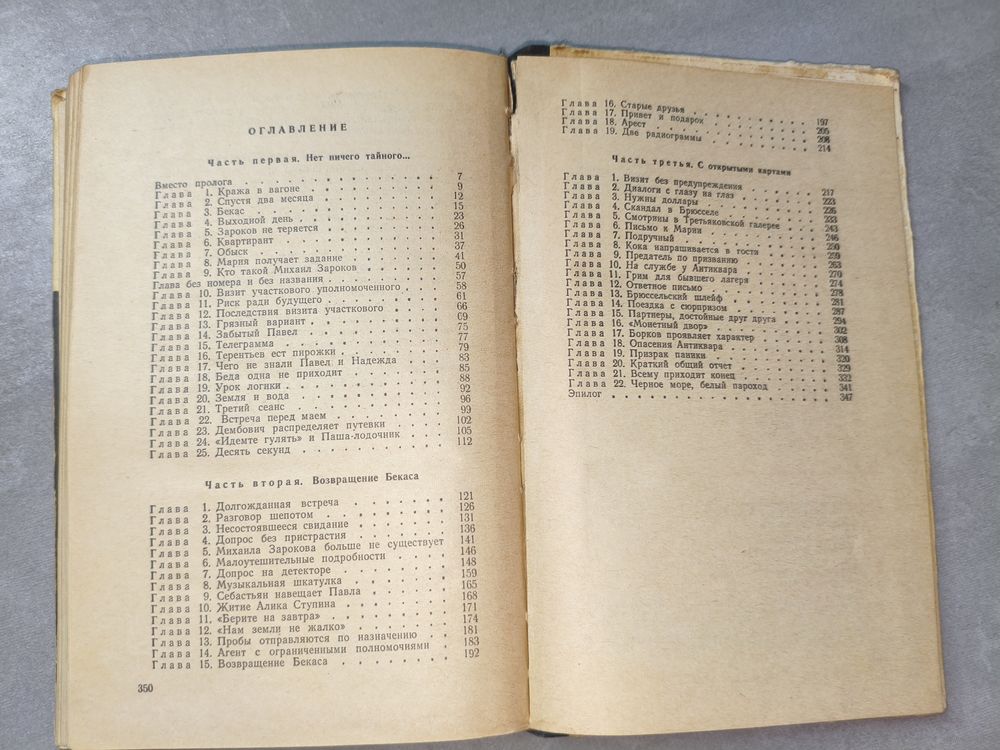 ОГЛАВЛЕНИЕ
Часть первая. Нет ничего тайного...
Вместо пролога . . . 7
Глава 1. Кража в вагоне . . . 9
Глава 2. Спустя два месяца . . . 12
Глава 3. Бекас . . . 15
Глава 4. Выходной день . . . 23
Глава 5. Зароков не теряется . . . 26
Глава 6. Квартирант . . . 31
Глава 7. Обыск . . . 37
Глава 8. Мария получает задание . . . 41
Глава 9. Кто такой Михаил Зароков . . . 50
Глава без номера и без названия . . . 57
Глава 10. Визит участкового уполномоченного . . . 58
Глава 11. Риск ради будущего . . . 61
Глава 12. Последствия визита участкового . . . 66
Глава 13. Грязный вариант . . . 69
Глава 14. Забытый Павел . . . 75
Глава 15. Телеграмма . . . 77
Глава 16. Терентьев ест пирожки . . . 79
Глава 17. Чего не знали Павел и Надежда . . . 83
Глава 18. Беда одна не приходит . . . 85
Глава 19. Урок логики . . . 88
Глава 20. Земля и вода . . . 92
Глава 21. Третий сеанс . . . 96
Глава 22. Встреча перед маем . . . 99
Глава 23. Дембович распределяет путевки . . . 102
Глава 24. «Идемте гулять» и Паша-лодочник . . . 105
Глава 25. Десять секунд . . . 112
Часть вторая. Возвращение Бекаса
Глава 1. Долгожданная встреча . . . 121
Глава 2. Разговор шепотом . . . 126
Глава 3. Несостоявшееся свидание . . . 131
Глава 4. Допрос без пристрастия . . . 136
Глава 5. Михаила Зарокова больше не существует 141
Глава 6. Малоутешительные подробности . . . 146
Глава 7. Допрос на детекторе . . . 148
Глава 8. Музыкальная шкатулка . . . 159
Глава 9. Себастьян навещает Павла . . . 165
Глава 10. Житие Алика Ступина . . . 168
Глава 11. «Берите на завтра» . . . 171
Глава 12. «Нам земли не жалко» . . . 174
Глава 13. Пробы отправляются по назначению . . . 181
Глава 14. Агент с ограниченными полномочиями . . . 183
Глава 15. Возвращение Бекаса . . . 192
350
Глава 16. Старые друзья . . . 197
Глава 17. Привет и подарок . . . 205
Глава 18. Арест . . . 208
Глава 19. Две радиограммы . . . 214
Часть третья. С открытыми картами
Глава 1. Визит без предупреждения . . . 217
Глава 2. Диалоги с глазу на глаз . . . 223
Глава 3. Нужны доллары . . . 226
Глава 4. Скандал в Брюсселе . . . 233
Глава 5. Смотрины в Третьяковской галерее . . . 243
Глава 6. Письмо к Марии . . . 246
Глава 7. Подручный . . . 250
Глава 8. Кока напрашивается в гости . . . 259
Глава 9. Предатель по призванию . . . 263
Глава 10. На службе у Антиквара . . . 270
Глава 11. Грим для бывшего лагеря . . . 274
Глава 12. Ответное письмо . . . 278
Глава 13. Брюссельский шлейф . . . 281
Глава 14. Поездка с сюрпризом . . . 287
Глава 15. Партнеры, достойные друг друга . . . 294
Глава 16. «Монетный двор» . . . 302
Глава 17. Борков проявляет характер . . . 308
Глава 18. Опасения Антиквара . . . 314
Глава 19. Призрак паники . . . 320
Глава 20. Краткий общий отчет . . . 329
Глава 21. Всему приходит конец . . . 332
Глава 22. Черное море, белый пароход . . . 341
Эпилог . . . 347